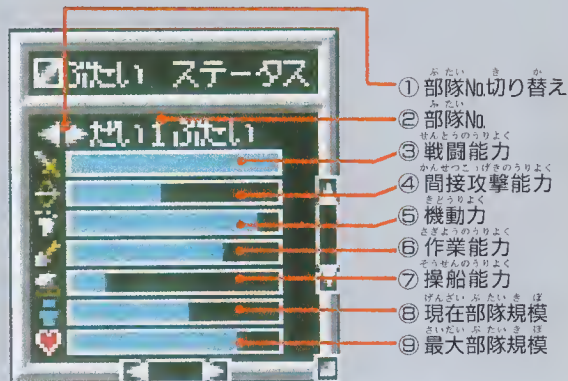 ぶたい ステータス
だい1ぶたい
①部隊No.切り替え
②部隊No.
③戦闘能力
④間接攻撃能力
⑤機動力
⑥作業能力
⑦操船能力
⑧現在部隊規模
⑨最大部隊規模